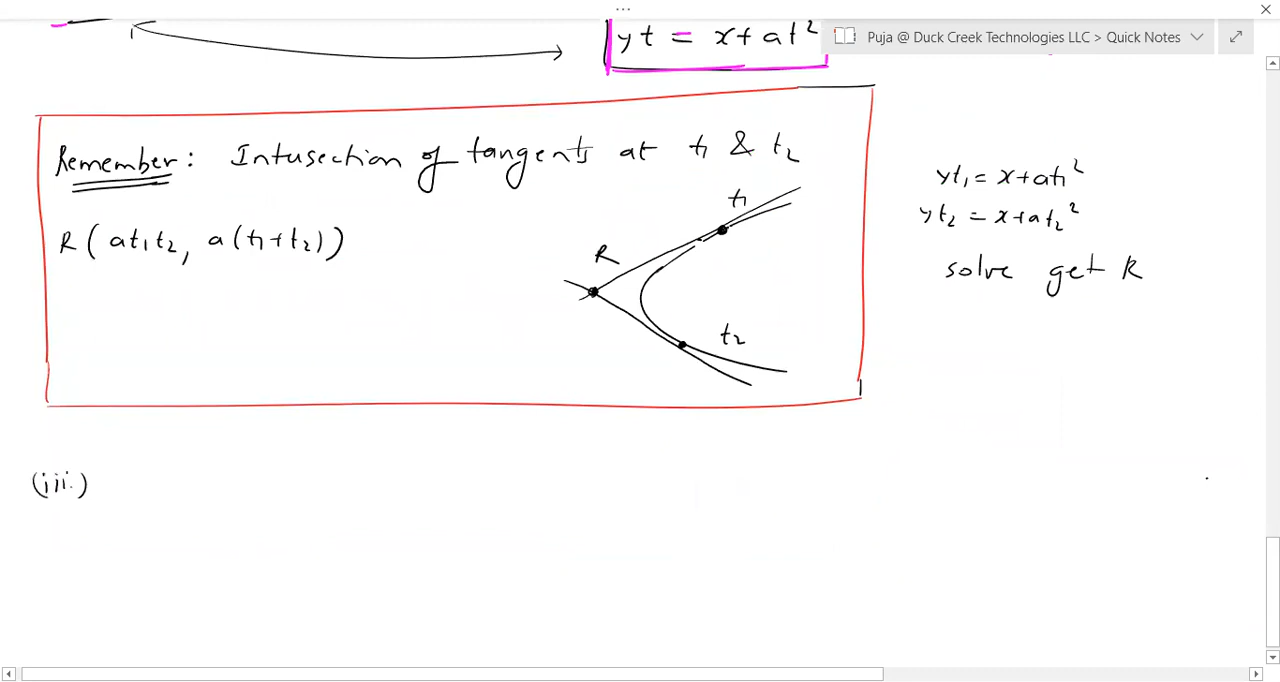 ...
yt = x + at²
Puja @ Duck Creek Technologies LLC > Quick Notes
Remember: Intusection of tangents at t₁ & t₂
R ( at₁t₂, a(t₁+t₂))
t₁
R
t₂
yt₁ = x + at₁²
yt₂ = x + at₂²
solve get R
(iii.)